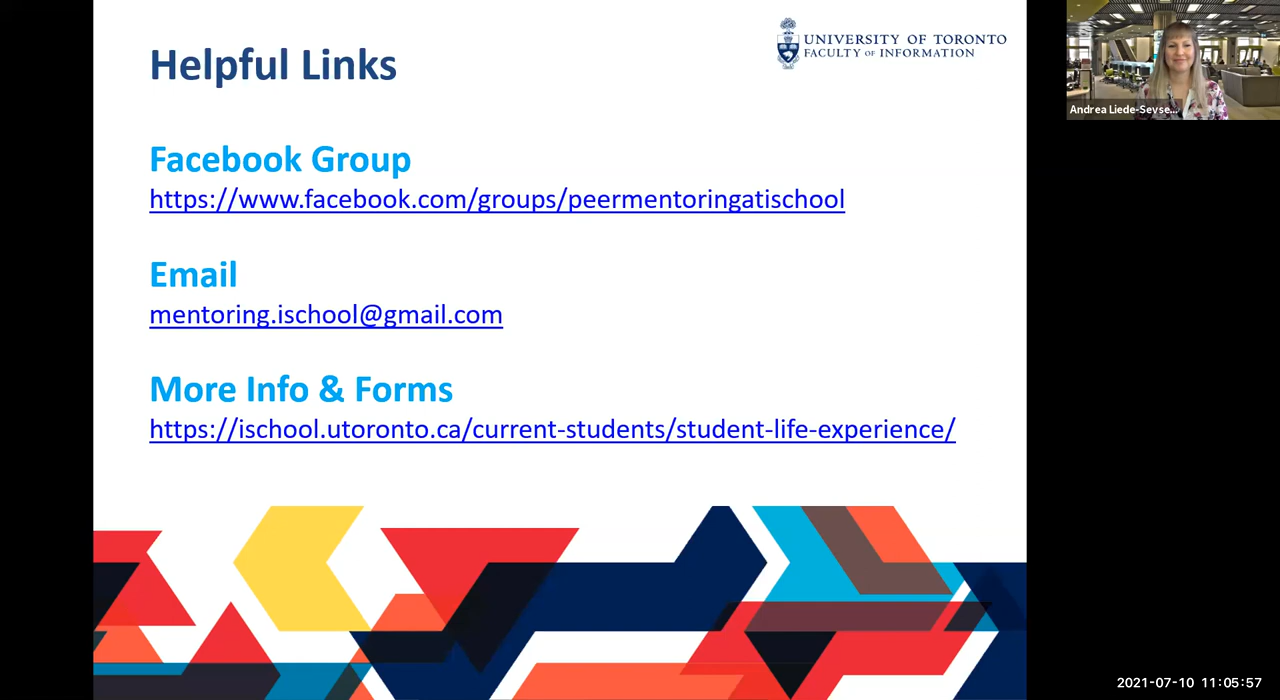 Helpful Links
UNIVERSITY OF TORONTO
FACULTY OF INFORMATION
Facebook Group
https://www.facebook.com/groups/peermentoringatischool
Email
mentoring.ischool@gmail.com
More Info & Forms
https://ischool.utoronto.ca/current-students/student-life-experience/
Andrea Liede-Sevse...
2021-07-10 11:05:57